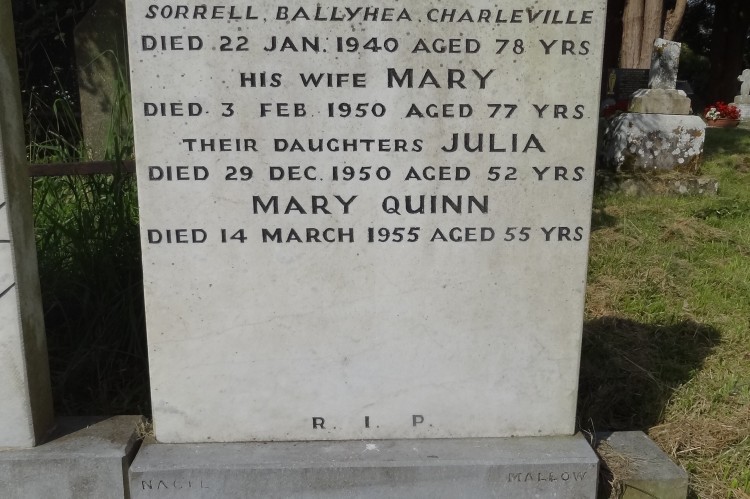 SORRELL, BALLYHEA, CHARLEVILLE
DIED 22 JAN. 1940 AGED 78 YRS
HIS WIFE MARY
DIED 3 FEB. 1950 AGED 77 YRS
THEIR DAUGHTERS JULIA
DIED 29 DEC. 1950 AGED 52 YRS
MARY QUINN
DIED 14 MARCH 1955 AGED 55 YRS
R. I. P.
NAGLE MALLOW